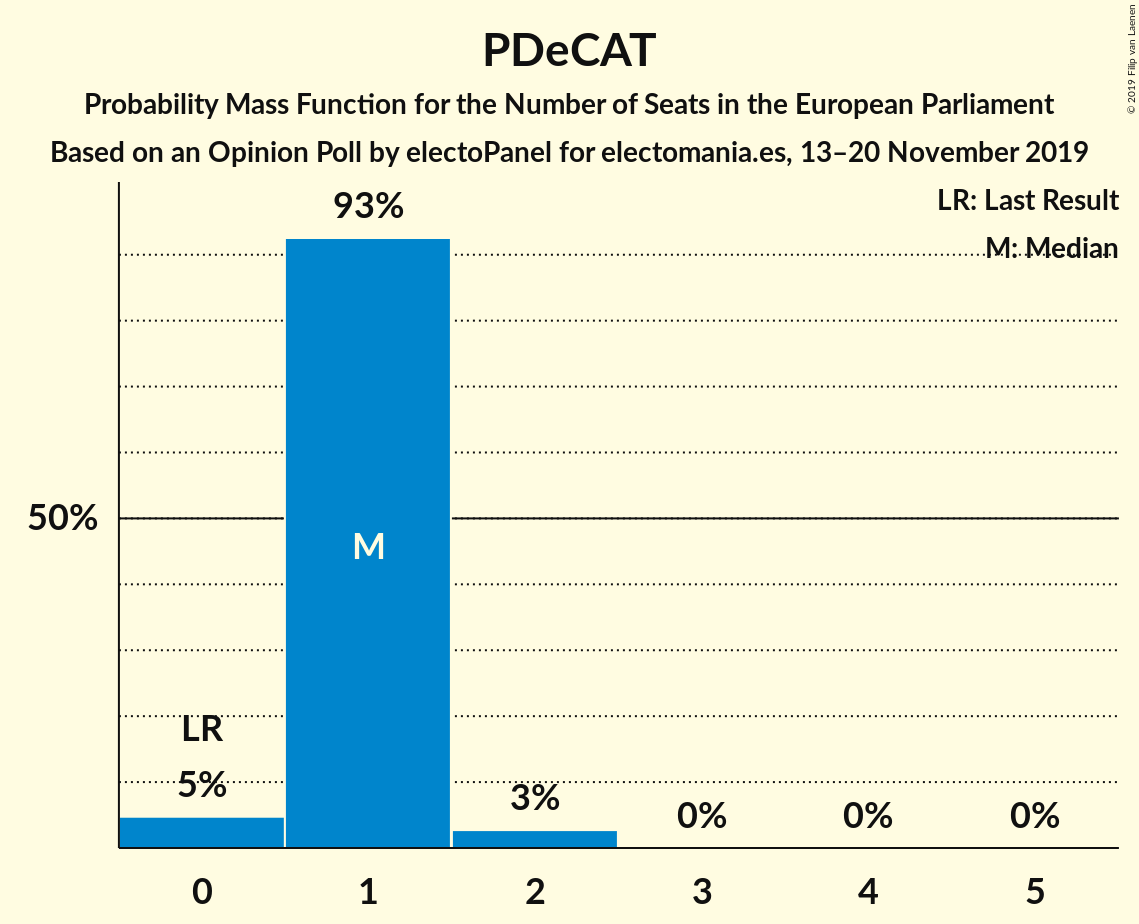 PDeCAT
Probability Mass Function for the Number of Seats in the European Parliament
Based on an Opinion Poll by electoPanel for electomania.es, 13–20 November 2019
© 2019 Filip van Laenen
LR: Last Result
M: Median
93%
50%
M
LR
5%
3%
0%
0%
0%
0 1 2 3 4 5